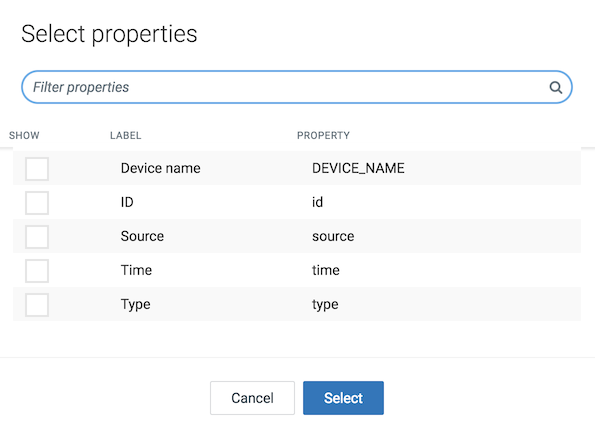 Select properties
Filter properties
SHOW LABEL PROPERTY
Device name DEVICE_NAME
ID id
Source source
Time time
Type type
Cancel Select